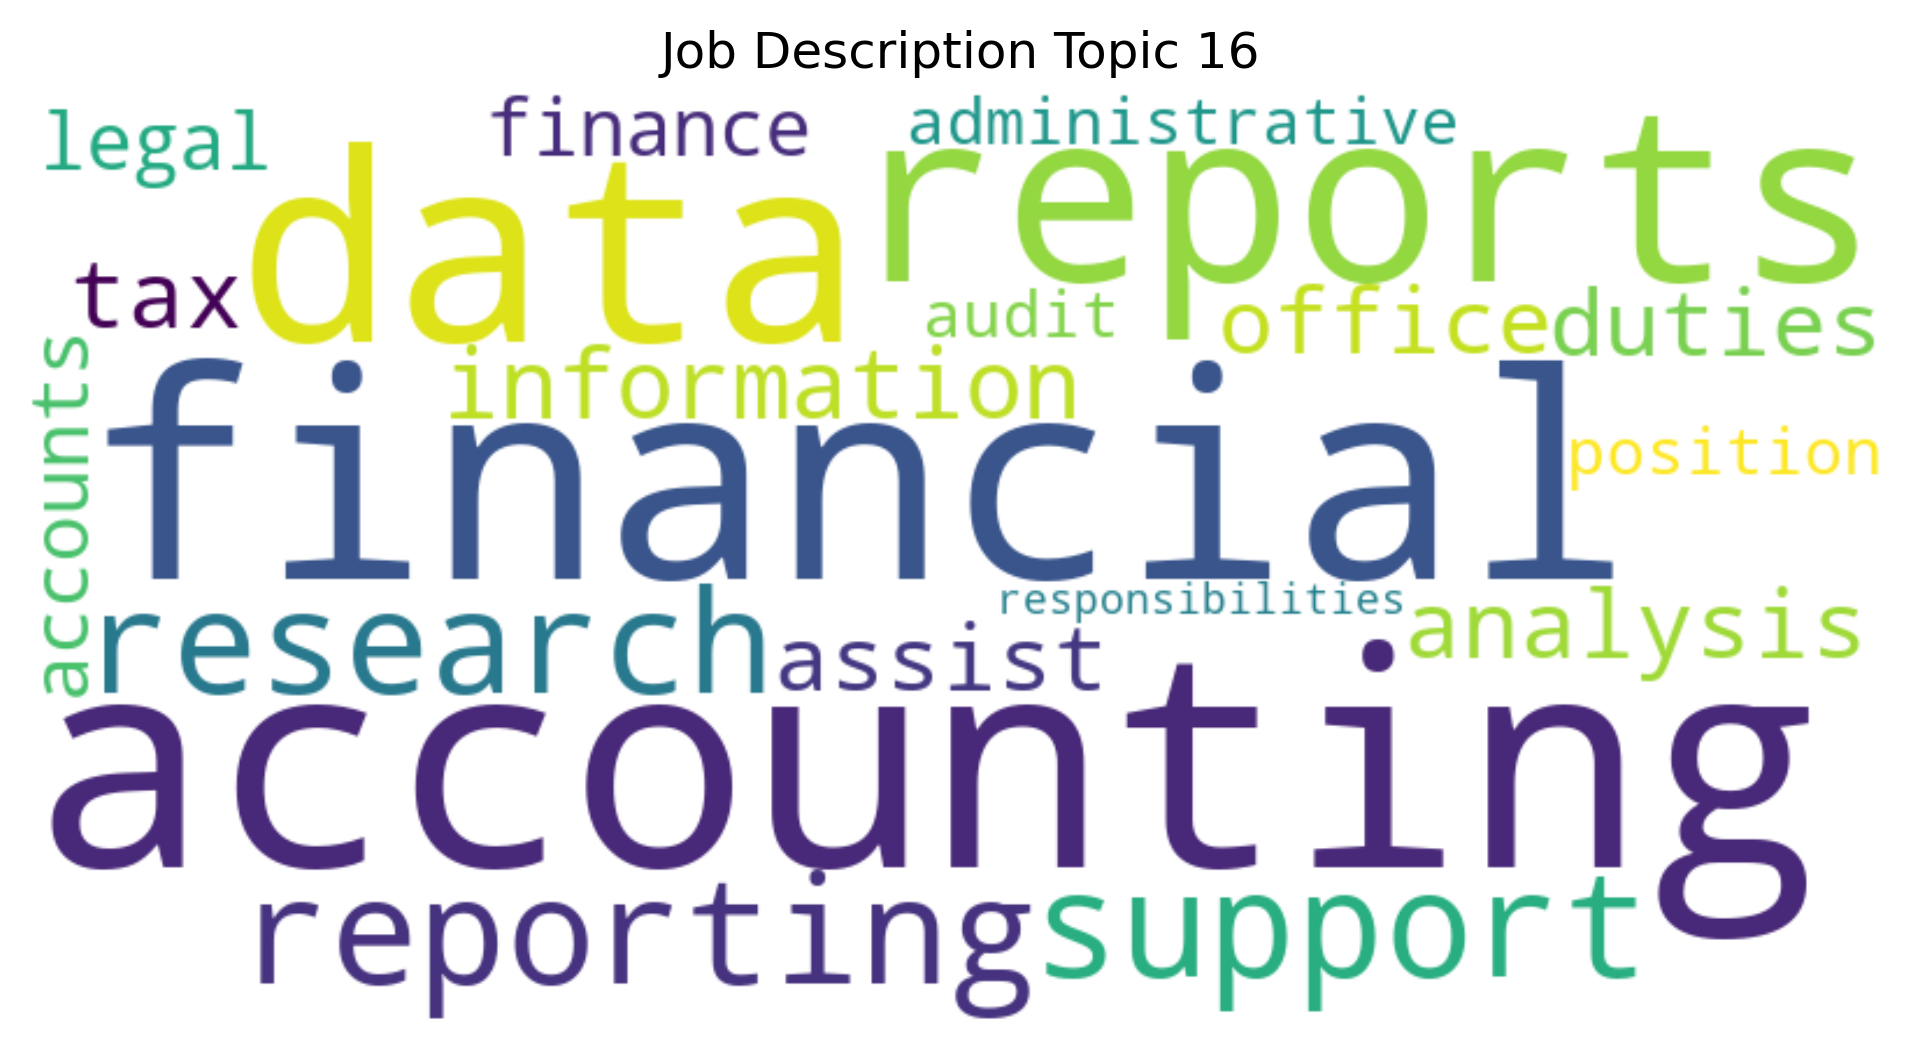 Job Description Topic 16
legal
finance
administrative
data
reports
tax
audit
office
duties
accounts
information
financial
position
research
assist
responsibilities
analysis
accounting
reporting
support